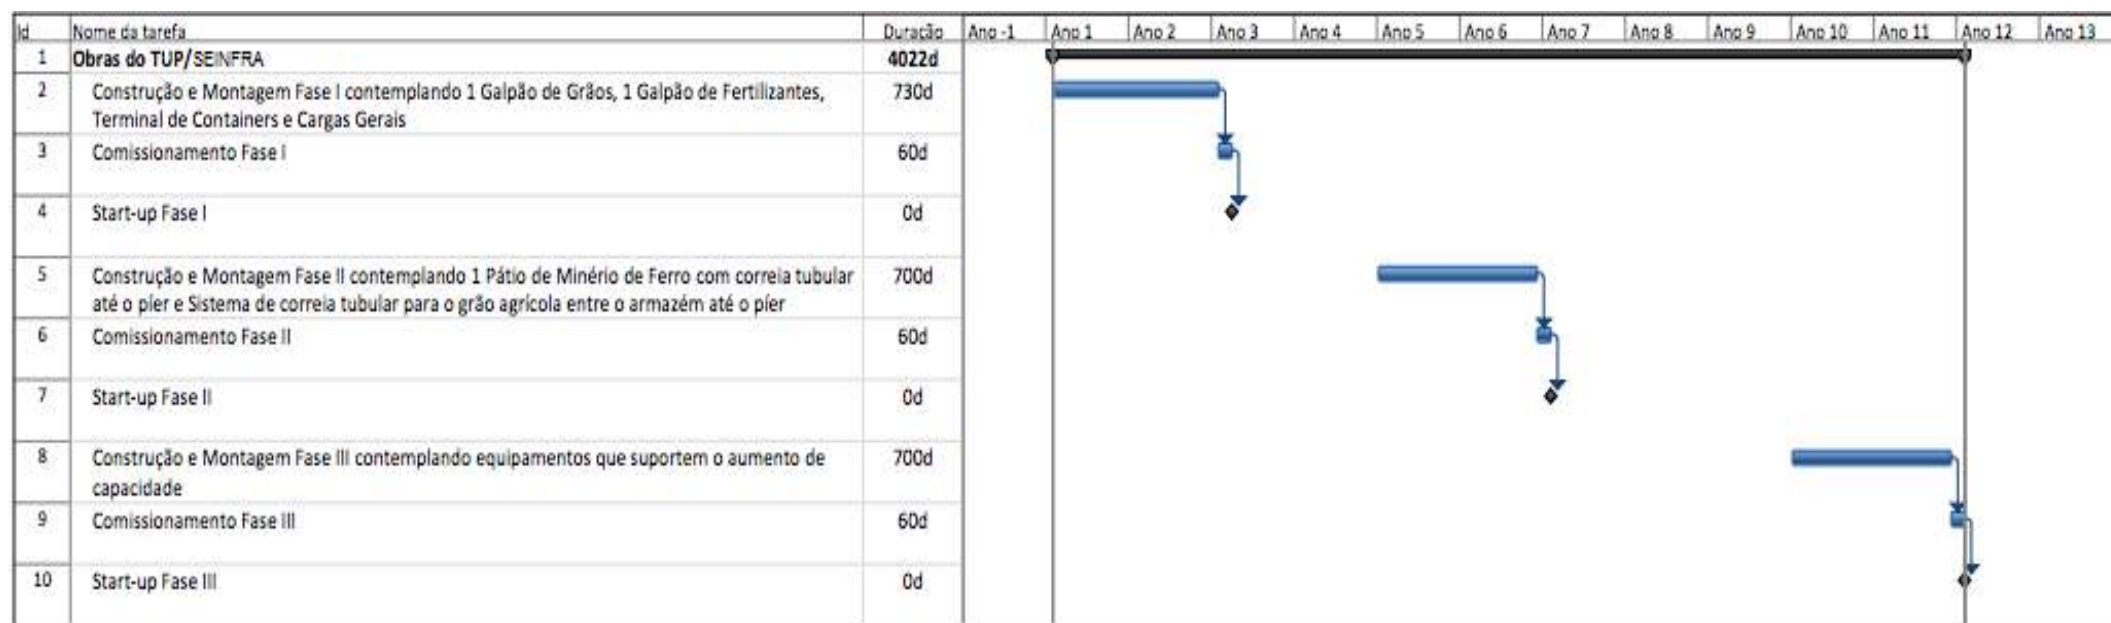 Id Nome da tarefa Duração Ano -1 Ano 1 Ano 2 Ano 3 Ano 4 Ano 5 Ano 6 Ano 7 Ano 8 Ano 9 Ano 10 Ano 11 Ano 12 Ano 13
1 Obras do TUP/SEINFRA 4022d
2 Construção e Montagem Fase I contemplando 1 Galpão de Grãos, 1 Galpão de Fertilizantes, 730d
Terminal de Containers e Cargas Gerais
3 Comissionamento Fase I 60d
4 Start-up Fase I 0d
5 Construção e Montagem Fase II contemplando 1 Pátio de Minério de Ferro com correia tubular 700d
até o píer e Sistema de correia tubular para o grão agrícola entre o armazém até o píer
6 Comissionamento Fase II 60d
7 Start-up Fase II 0d
8 Construção e Montagem Fase III contemplando equipamentos que suportem o aumento de 700d
capacidade
9 Comissionamento Fase III 60d
10 Start-up Fase III 0d